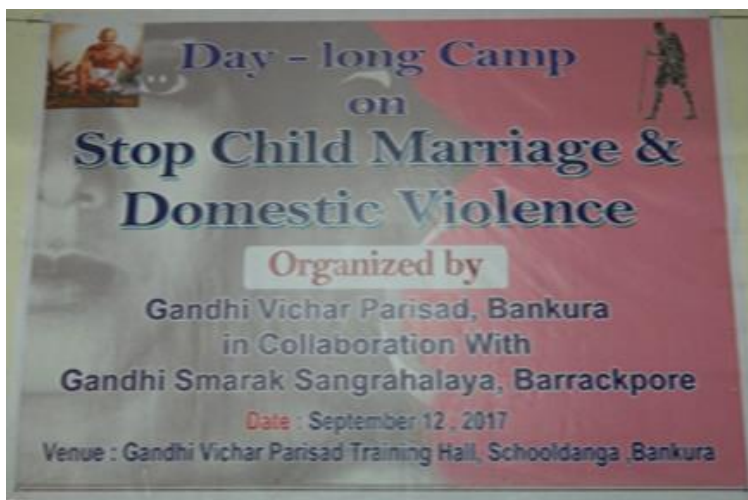 Day - long Camp
on
Stop Child Marriage &
Domestic Violence
Organized by
Gandhi Vichar Parisad, Bankura
in Collaboration With
Gandhi Smarak Sangrahalaya, Barrackpore
Date : September 12 . 2017
Venue : Gandhi Vichar Parisad Training Hall, Schooldanga ,Bankura